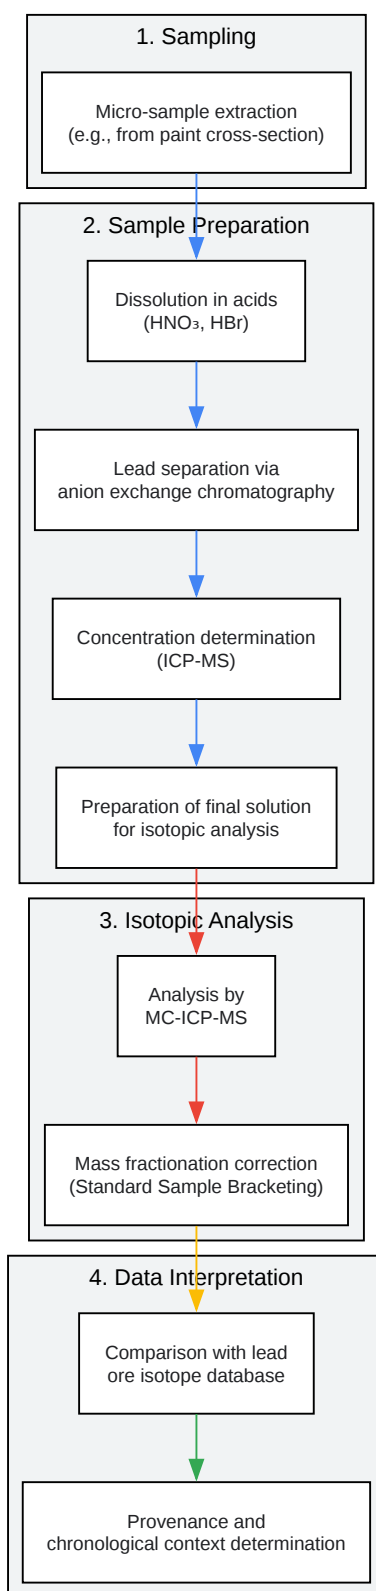 1. Sampling
Micro-sample extraction
(e.g., from paint cross-section)
2. Sample Preparation
Dissolution in acids
(HNO₃, HBr)
Lead separation via
anion exchange chromatography
Concentration determination
(ICP-MS)
Preparation of final solution
for isotopic analysis
3. Isotopic Analysis
Analysis by
MC-ICP-MS
Mass fractionation correction
(Standard Sample Bracketing)
4. Data Interpretation
Comparison with lead
ore isotope database
Provenance and
chronological context determination